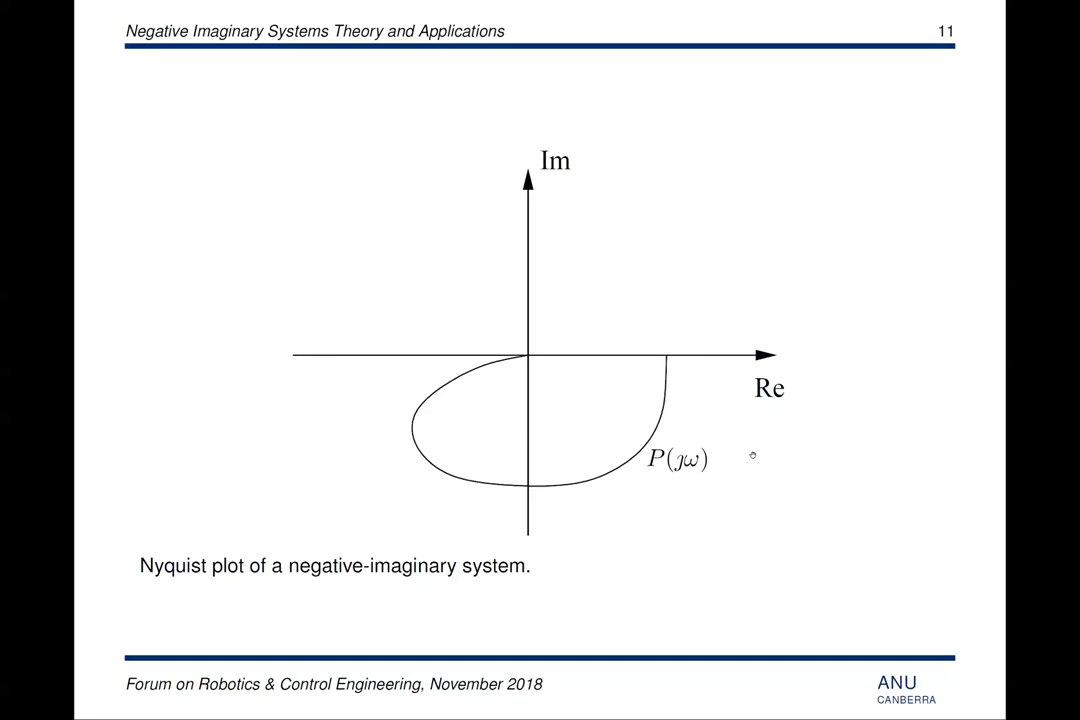 Negative Imaginary Systems Theory and Applications 11
Im
Re
P(ȷω)
Nyquist plot of a negative-imaginary system.
Forum on Robotics & Control Engineering, November 2018
ANU
CANBERRA